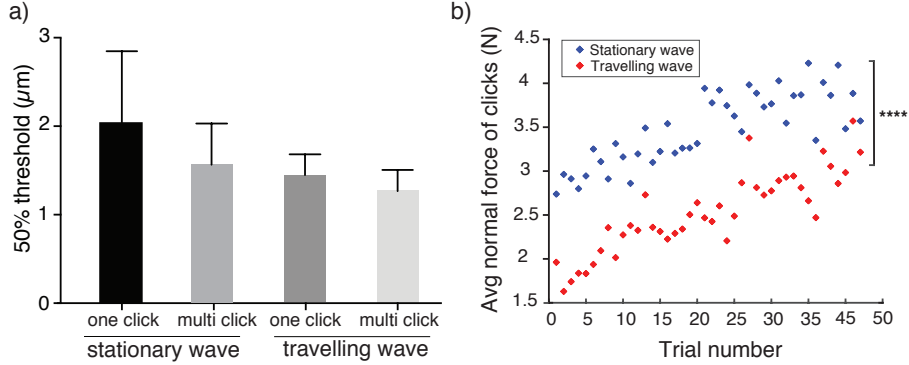 a)
3
2
1
0
50% threshold (µm)
one click multi click one click multi click
stationary wave travelling wave
b)
4.5
4
3.5
3
2.5
2
1.5
Avg normal force of clicks (N)
Stationary wave
Travelling wave
****
0 5 10 15 20 25 30 35 40 45 50
Trial number